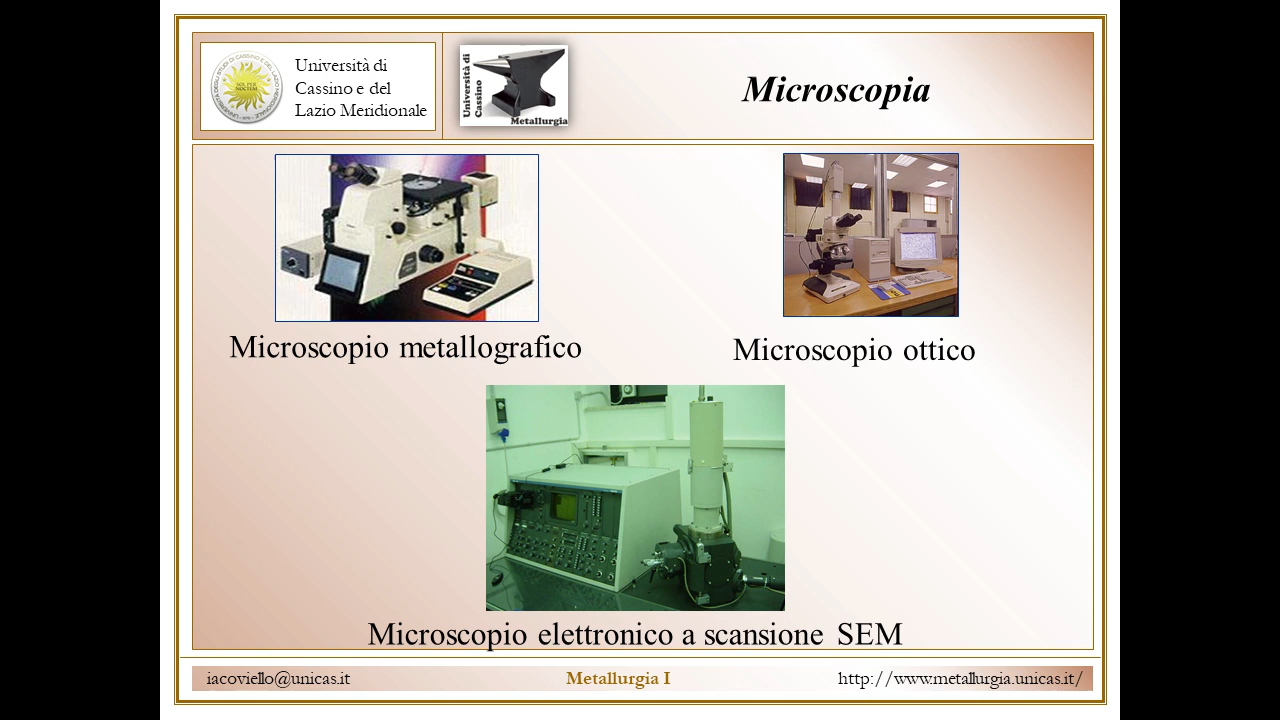 Università di
Cassino e del
Lazio Meridionale
Università di
Cassino
Metallurgia
Microscopia
Microscopio metallografico
Microscopio ottico
Microscopio elettronico a scansione SEM
iacoviello@unicas.it
Metallurgia I
http://www.metallurgia.unicas.it/